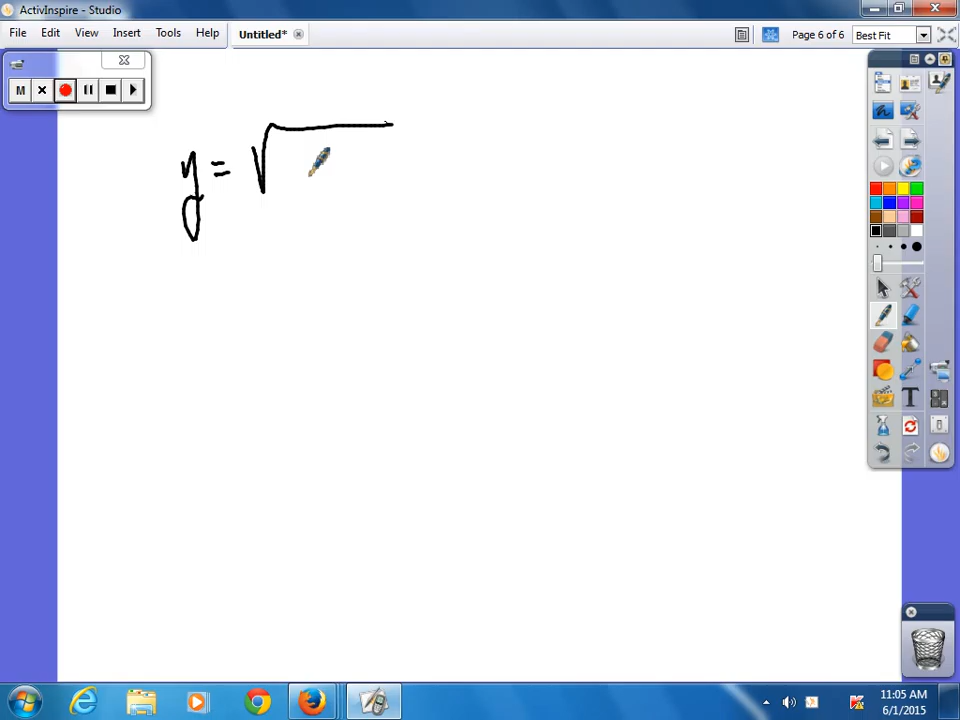 ActivInspire - Studio
File Edit View Insert Tools Help Untitled* Page 6 of 6 Best Fit
M
y = √
T
11:05 AM
6/1/2015